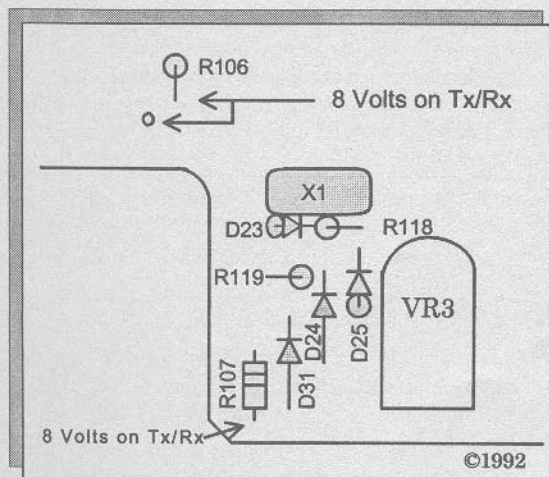 R106
8 Volts on Tx/Rx
X1
D23
R118
R119
VR3
D24
D25
R107
D31
8 Volts on Tx/Rx
©1992